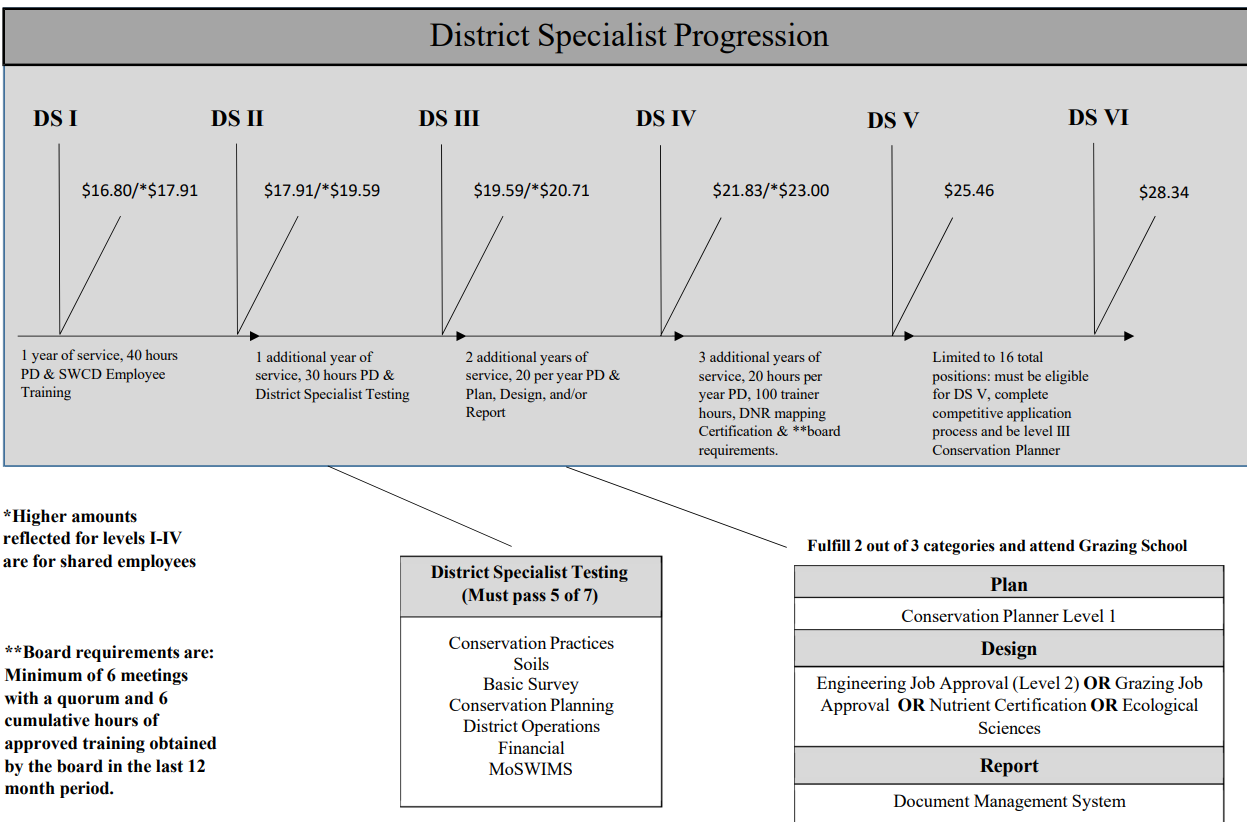 District Specialist Progression
DS I
DS II
DS III
DS IV
DS V
DS VI
$16.80/*$17.91
$17.91/*$19.59
$19.59/*$20.71
$21.83/*$23.00
$25.46
$28.34
1 year of service, 40 hours
PD & SWCD Employee
Training
1 additional year of
service, 30 hours PD &
District Specialist Testing
2 additional years of
service, 20 per year PD &
Plan, Design, and/or
Report
3 additional years of
service, 20 hours per
year PD, 100 trainer
hours, DNR mapping
Certification & **board
requirements.
Limited to 16 total
positions: must be eligible
for DS V, complete
competitive application
process and be level III
Conservation Planner
*Higher amounts
reflected for levels I-IV
are for shared employees
**Board requirements are:
Minimum of 6 meetings
with a quorum and 6
cumulative hours of
approved training obtained
by the board in the last 12
month period.
District Specialist Testing
(Must pass 5 of 7)
Conservation Practices
Soils
Basic Survey
Conservation Planning
District Operations
Financial
MoSWIMS
Fulfill 2 out of 3 categories and attend Grazing School
Plan
Conservation Planner Level 1
Design
Engineering Job Approval (Level 2) OR Grazing Job
Approval OR Nutrient Certification OR Ecological
Sciences
Report
Document Management System